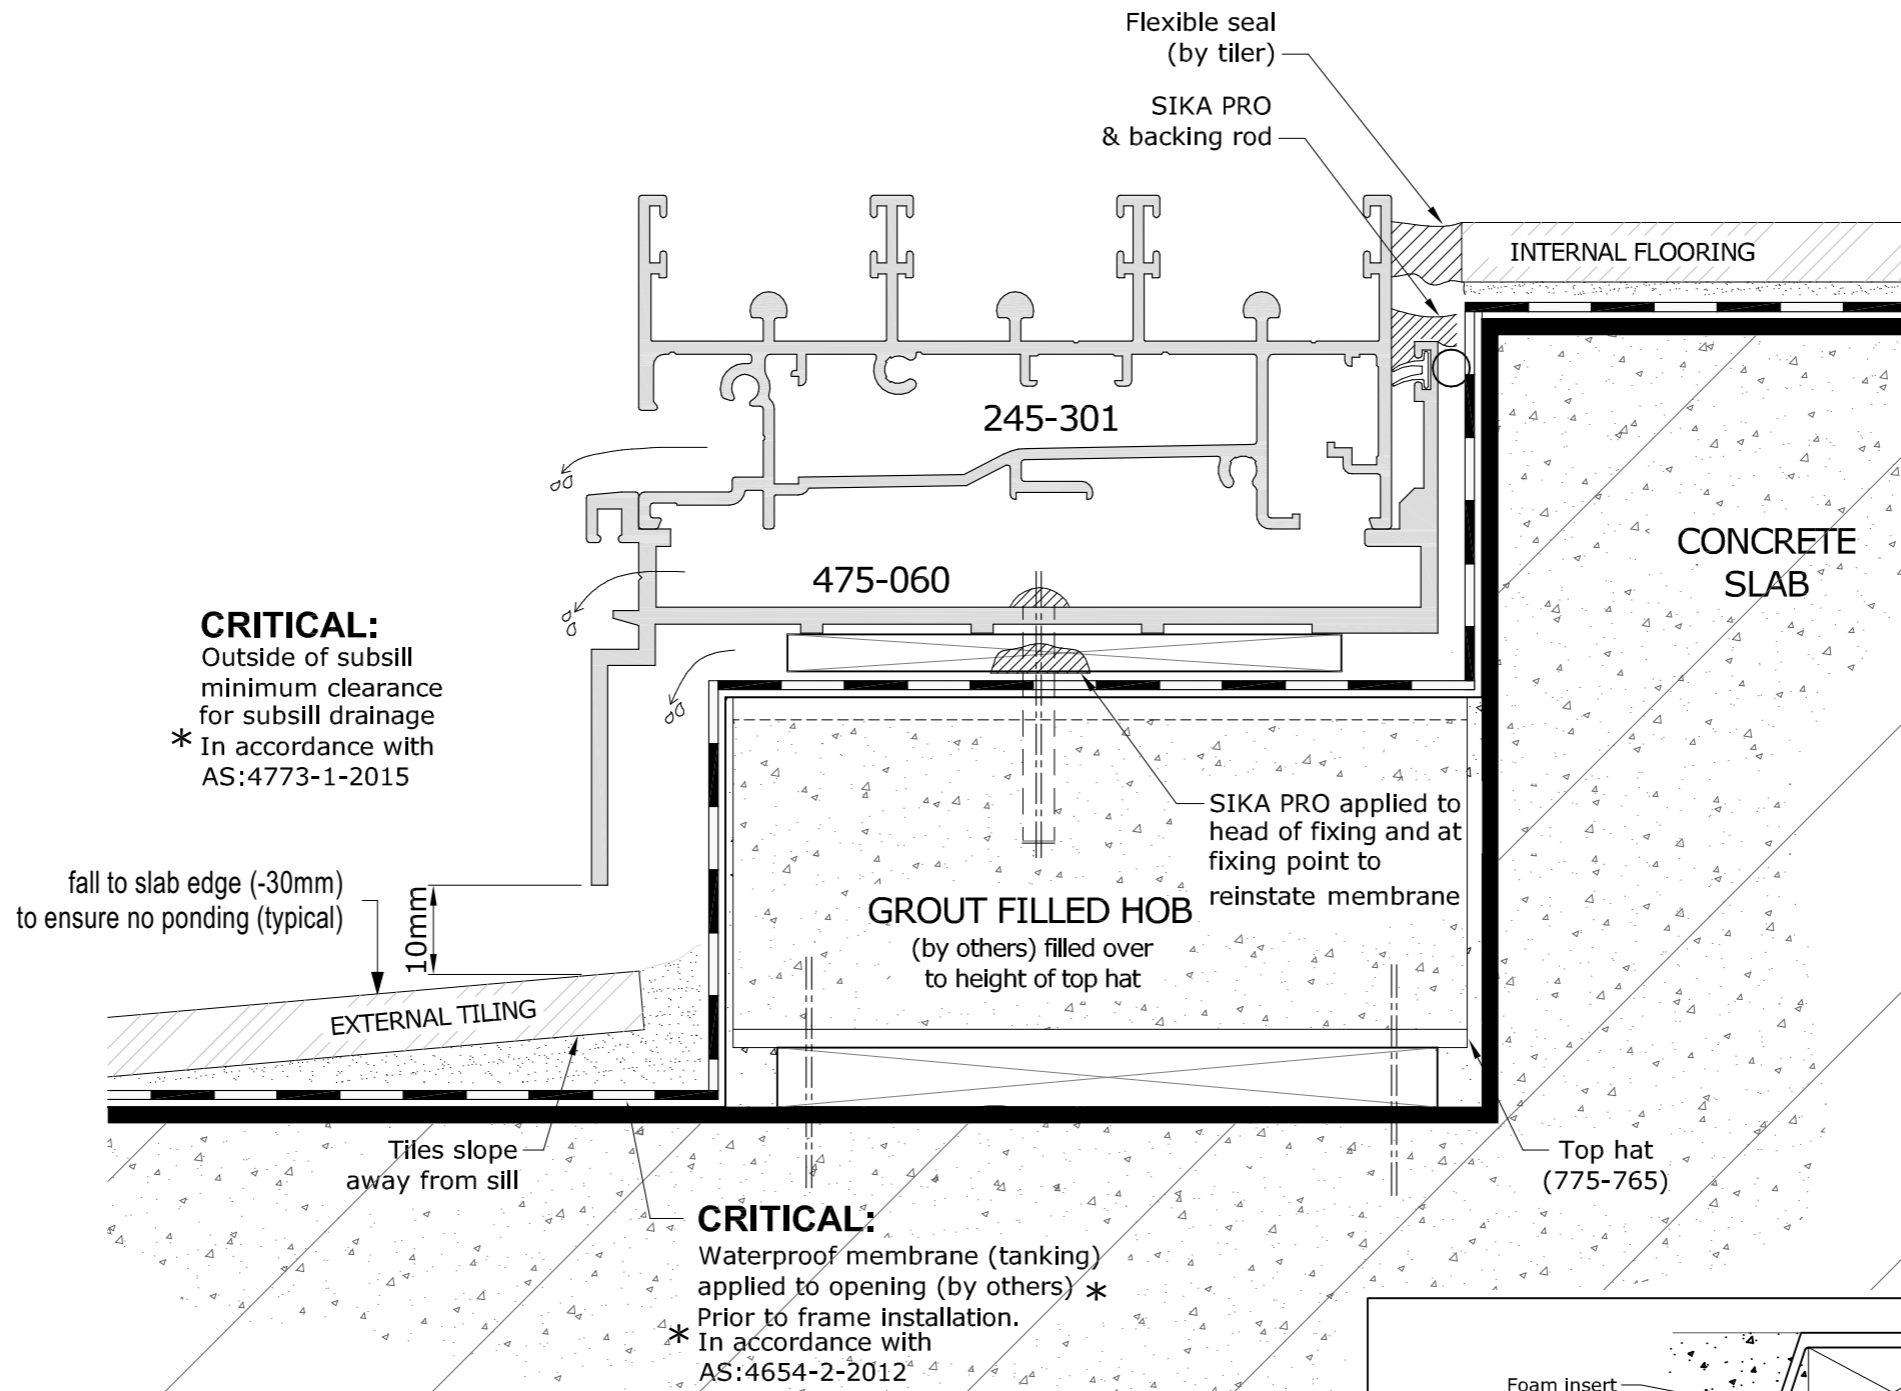 Flexible seal
(by tiler)
SIKA PRO
& backing rod
INTERNAL FLOORING
245-301
CONCRETE
SLAB
475-060
CRITICAL:
Outside of subsill
minimum clearance
for subsill drainage
* In accordance with
AS:4773-1-2015
SIKA PRO applied to
head of fixing and at
fixing point to
reinstate membrane
fall to slab edge (-30mm)
to ensure no ponding (typical)
10mm
GROUT FILLED HOB
(by others) filled over
to height of top hat
EXTERNAL TILING
Tiles slope
away from sill
Top hat
(775-765)
CRITICAL:
Waterproof membrane (tanking)
applied to opening (by others) *
Prior to frame installation.
* In accordance with
AS:4654-2-2012
Foam insert